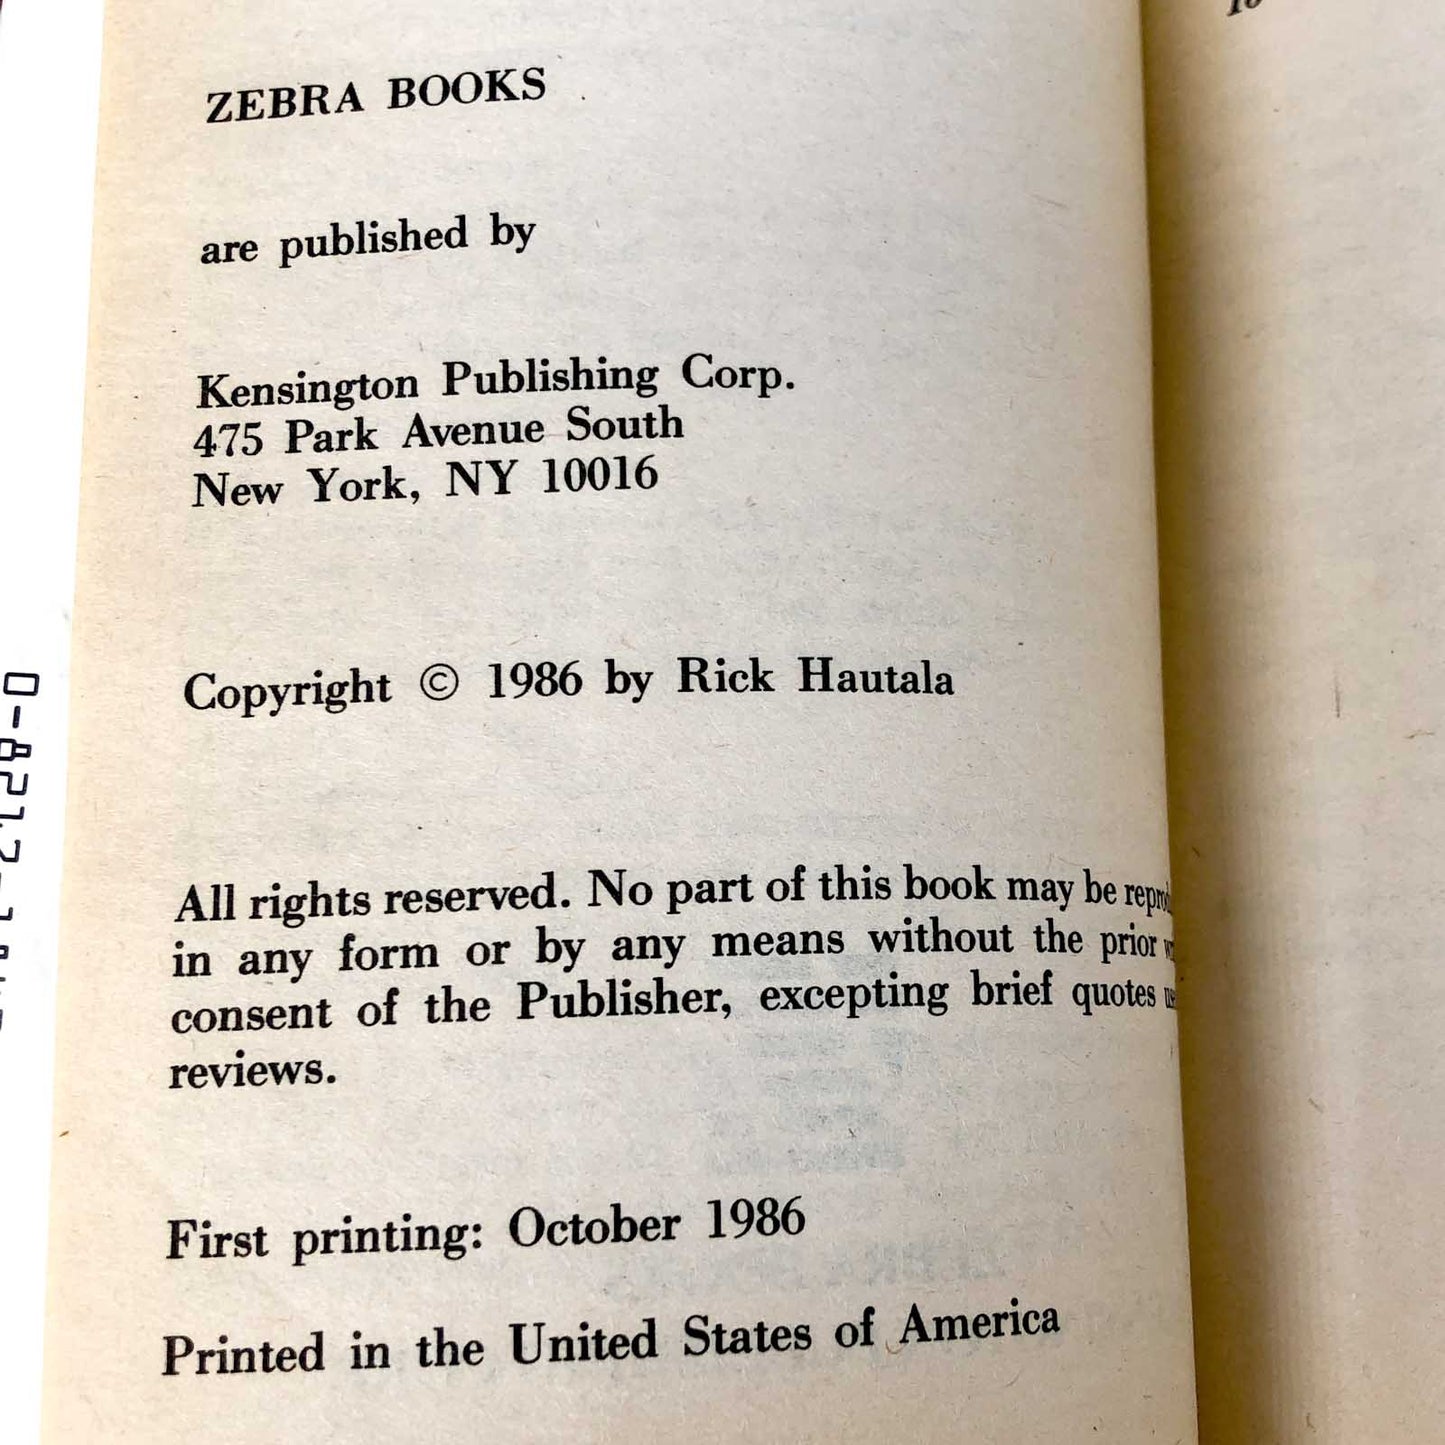 ZEBRA BOOKS
are published by
Kensington Publishing Corp.
475 Park Avenue South
New York, NY 10016
Copyright © 1986 by Rick Hautala
All rights reserved. No part of this book may be
in any form or by any means without the prior
consent of the Publisher, excepting brief quotes
reviews.
First printing: October 1986
Printed in the United States of America